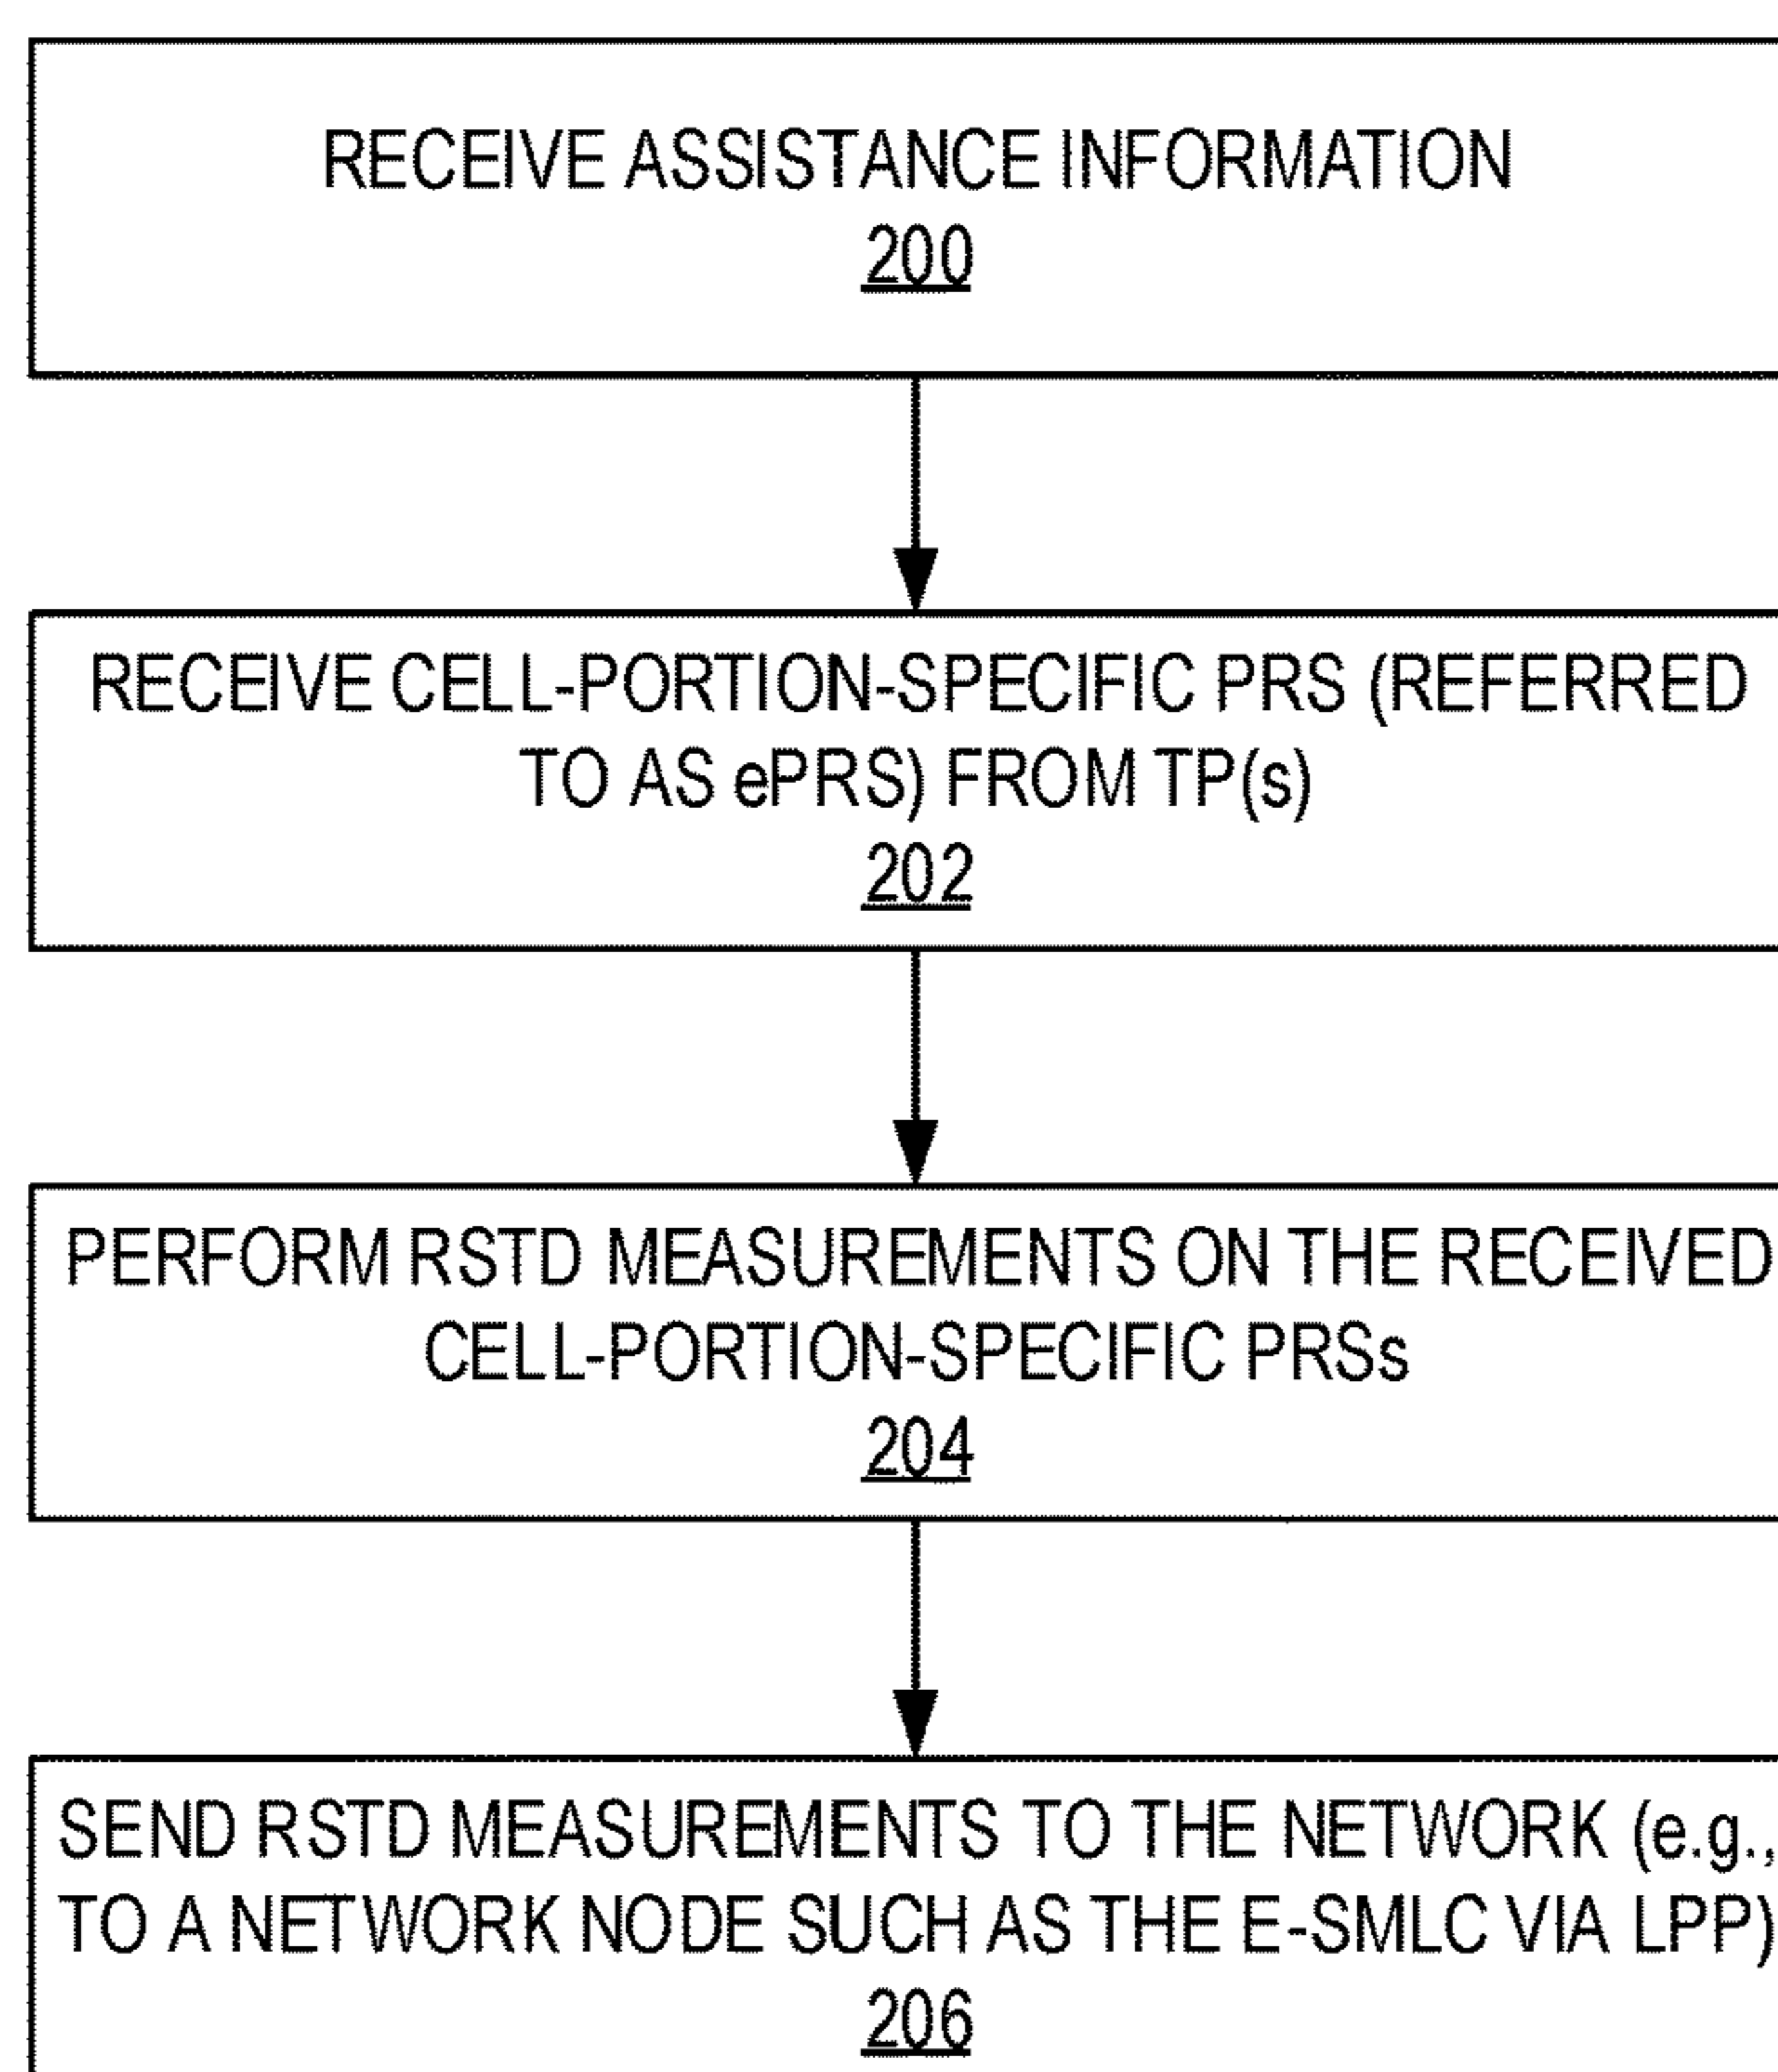 RECEIVE ASSISTANCE INFORMATION
200
RECEIVE CELL-PORTION-SPECIFIC PRS (REFERRED
TO AS ePRS) FROM TP(s)
202
PERFORM RSTD MEASUREMENTS ON THE RECEIVED
CELL-PORTION-SPECIFIC PRSs
204
SEND RSTD MEASUREMENTS TO THE NETWORK (e.g.,
TO A NETWORK NODE SUCH AS THE E-SMLC VIA LPP)
206